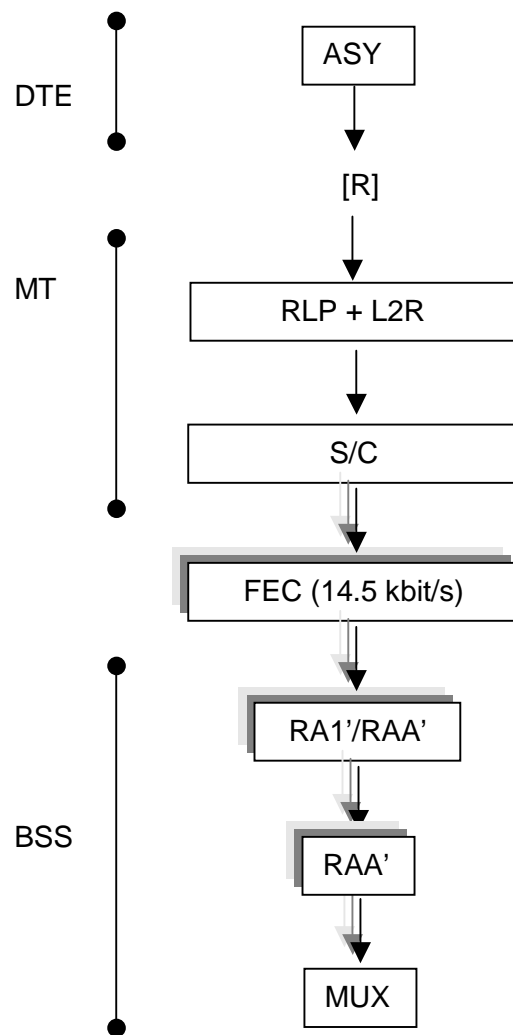 ASY
DTE
[R]
MT
RLP + L2R
S/C
FEC (14.5 kbit/s)
RA1’/RAA’
BSS
RAA’
MUX